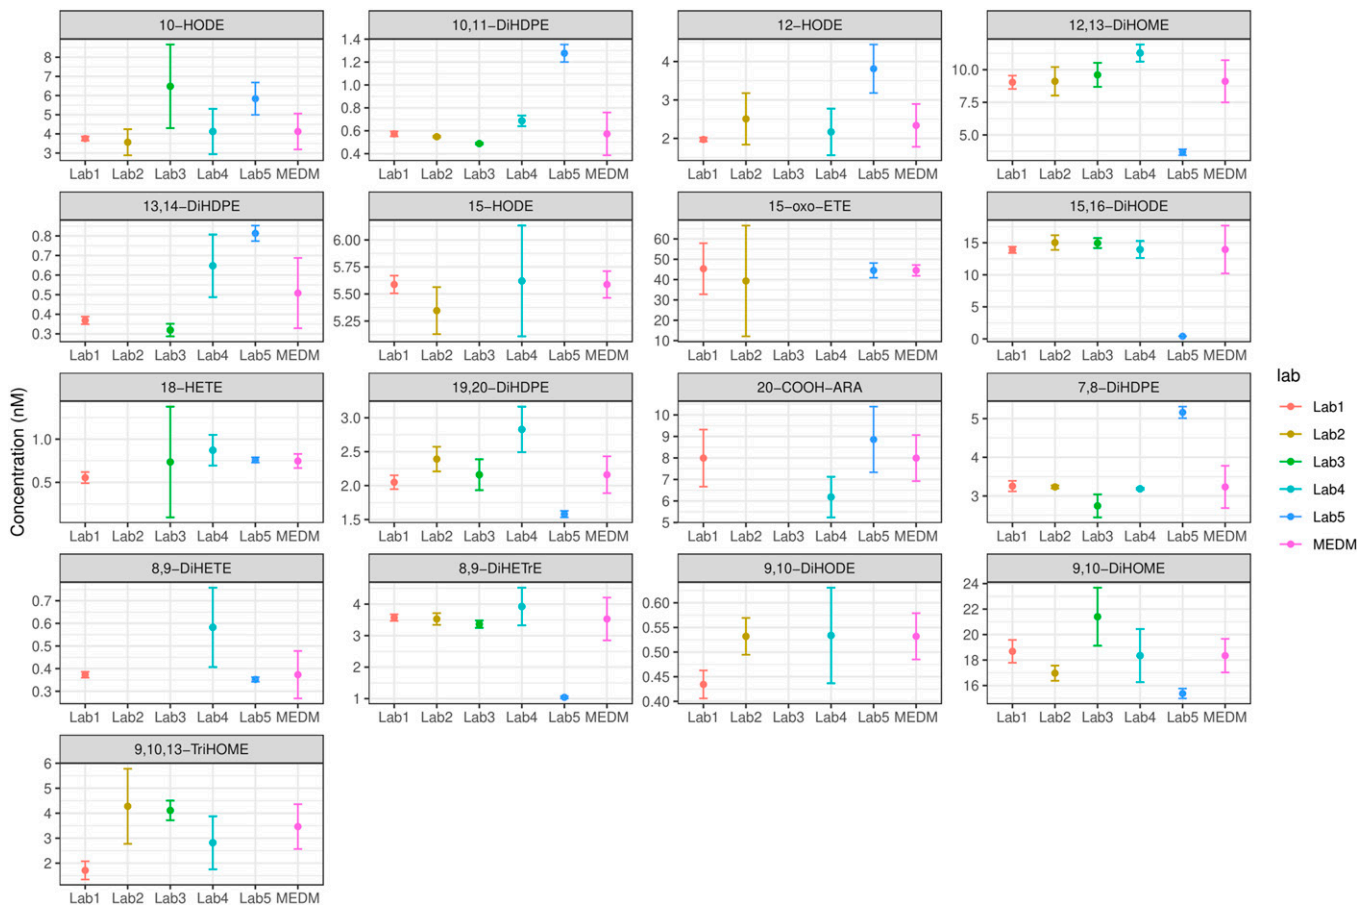 10−HODE
10,11−DiHDPE
12−HODE
12,13−DiHOME
8
7
6
5
4
3
1.4
1.2
1.0
0.8
0.6
0.4
4
3
2
10.0
7.5
5.0
Lab1 Lab2 Lab3 Lab4 Lab5 MEDM
Lab1 Lab2 Lab3 Lab4 Lab5 MEDM
Lab1 Lab2 Lab3 Lab4 Lab5 MEDM
Lab1 Lab2 Lab3 Lab4 Lab5 MEDM
13,14−DiHDPE
15−HODE
15−oxo−ETE
15,16−DiHODE
0.8
0.7
0.6
0.5
0.4
0.3
6.00
5.75
5.50
5.25
60
50
40
30
20
10
15
10
5
0
Lab1 Lab2 Lab3 Lab4 Lab5 MEDM
Lab1 Lab2 Lab3 Lab4 Lab5 MEDM
Lab1 Lab2 Lab3 Lab4 Lab5 MEDM
Lab1 Lab2 Lab3 Lab4 Lab5 MEDM
Concentration (nM)
18−HETE
19,20−DiHDPE
20−COOH−ARA
7,8−DiHDPE
1.0
0.5
3.0
2.5
2.0
1.5
10
9
8
7
6
5
5
4
3
Lab1 Lab2 Lab3 Lab4 Lab5 MEDM
Lab1 Lab2 Lab3 Lab4 Lab5 MEDM
Lab1 Lab2 Lab3 Lab4 Lab5 MEDM
Lab1 Lab2 Lab3 Lab4 Lab5 MEDM
8,9−DiHETE
8,9−DiHETrE
9,10−DiHODE
9,10−DiHOME
0.7
0.6
0.5
0.4
0.3
4
3
2
1
0.60
0.55
0.50
0.45
0.40
24
22
20
18
16
Lab1 Lab2 Lab3 Lab4 Lab5 MEDM
Lab1 Lab2 Lab3 Lab4 Lab5 MEDM
Lab1 Lab2 Lab3 Lab4 Lab5 MEDM
Lab1 Lab2 Lab3 Lab4 Lab5 MEDM
9,10,13−TriHOME
6
5
4
3
2
Lab1 Lab2 Lab3 Lab4 Lab5 MEDM
lab
Lab1
Lab2
Lab3
Lab4
Lab5
MEDM